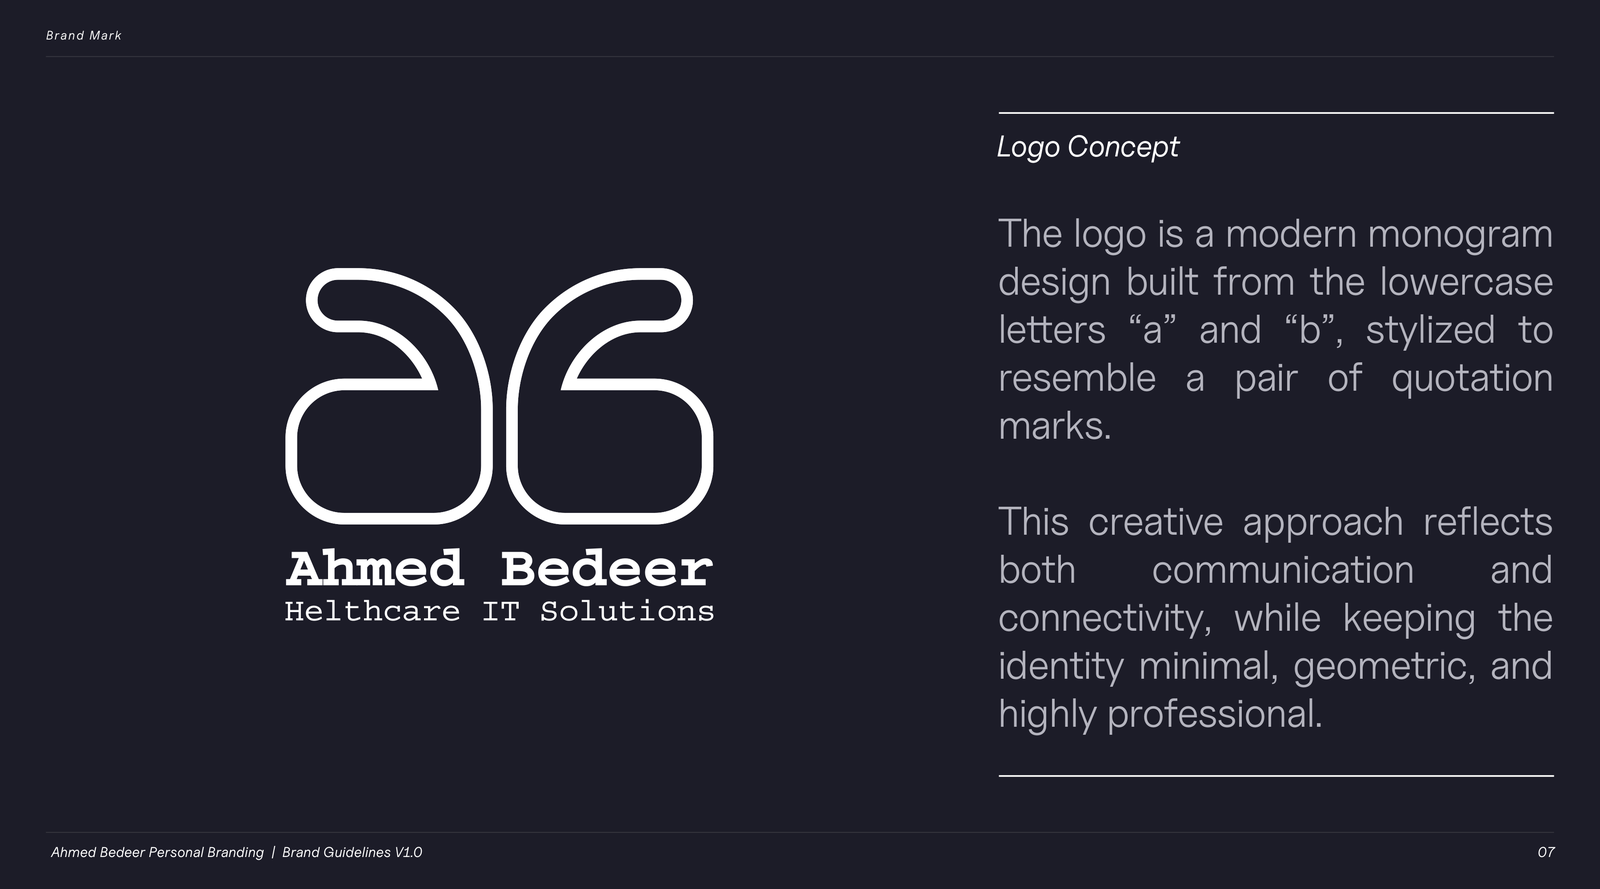 Brand Mark
Ahmed Bedeer
Helthcare IT Solutions
Logo Concept
The logo is a modern monogram
design built from the lowercase
letters “a” and “b”, stylized to
resemble a pair of quotation
marks.
This creative approach reflects
both communication and
connectivity, while keeping the
identity minimal, geometric, and
highly professional.
Ahmed Bedeer Personal Branding | Brand Guidelines V1.0
07